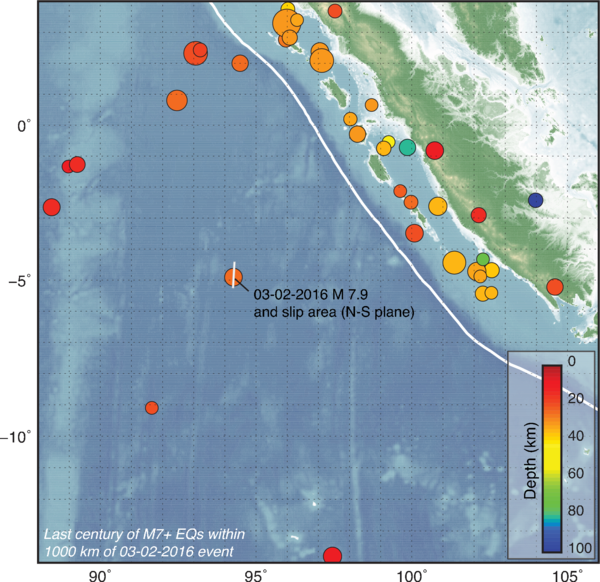 0°
−5°
−10°
03-02-2016 M 7.9
and slip area (N-S plane)
Depth (km)
0
20
40
60
80
100
Last century of M7+ EQs within
1000 km of 03-02-2016 event
90° 95° 100° 105°